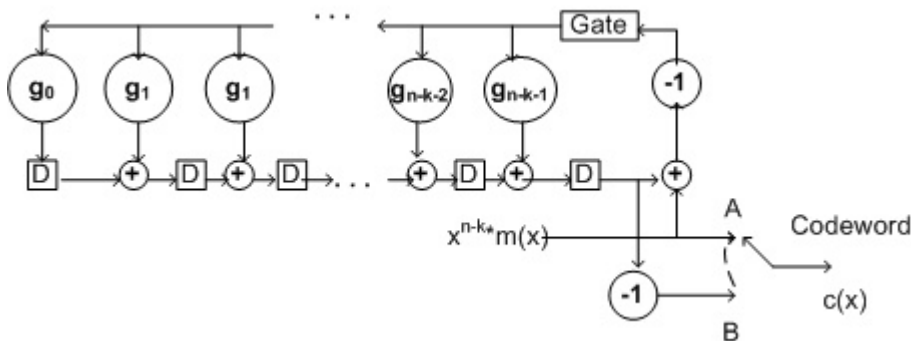 . . .
Gate
g0 g1 g1 gn-k-2 gn-k-1 -1
D + D + D . . . + D + D +
A
xn-k*m(x)
Codeword
-1
c(x)
B